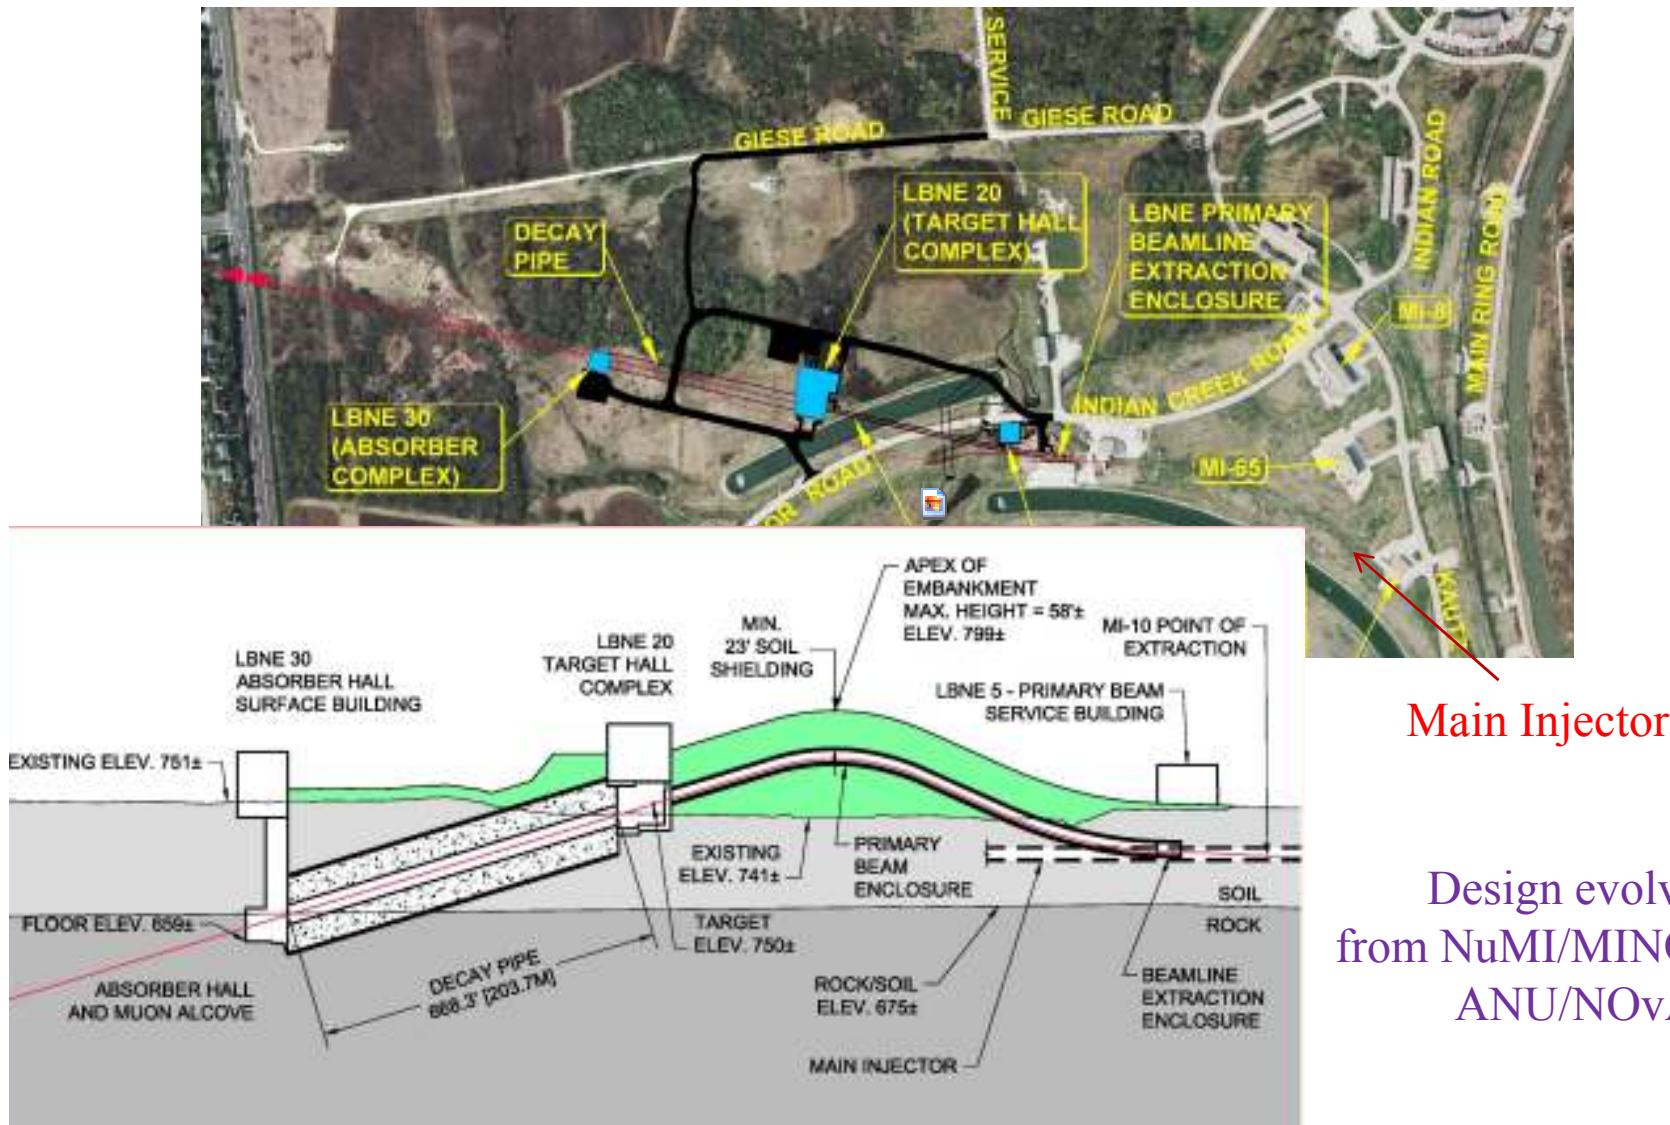 SERVICE
GIESE ROAD
GIESE ROAD
INDIAN ROAD
MAIN RING ROAD
DECAY
PIPE
LBNE 20
(TARGET HALL
COMPLEX)
LBNE PRIMARY
BEAMLINE
EXTRACTION
ENCLOSURE
MI-8
LBNE 30
(ABSORBER
COMPLEX)
INDIAN CREEK ROAD
MI-65
ROAD
APEX OF
EMBANKMENT
MAX. HEIGHT = 58'±
ELEV. 799±
MIN.
23' SOIL
SHIELDING
MI-10 POINT OF
EXTRACTION
LBNE 20
TARGET HALL
COMPLEX
LBNE 30
ABSORBER HALL
SURFACE BUILDING
LBNE 5 - PRIMARY BEAM
SERVICE BUILDING
EXISTING ELEV. 751±
EXISTING
ELEV. 741±
PRIMARY
BEAM
ENCLOSURE
SOIL
ROCK
FLOOR ELEV. 659±
TARGET
ELEV. 750±
DECAY PIPE
668.3' [203.7M]
ABSORBER HALL
AND MUON ALCOVE
ROCK/SOIL
ELEV. 675±
BEAMLINE
EXTRACTION
ENCLOSURE
MAIN INJECTOR
Main Injector
Design evolv
from NuMI/MIN
ANU/NOv